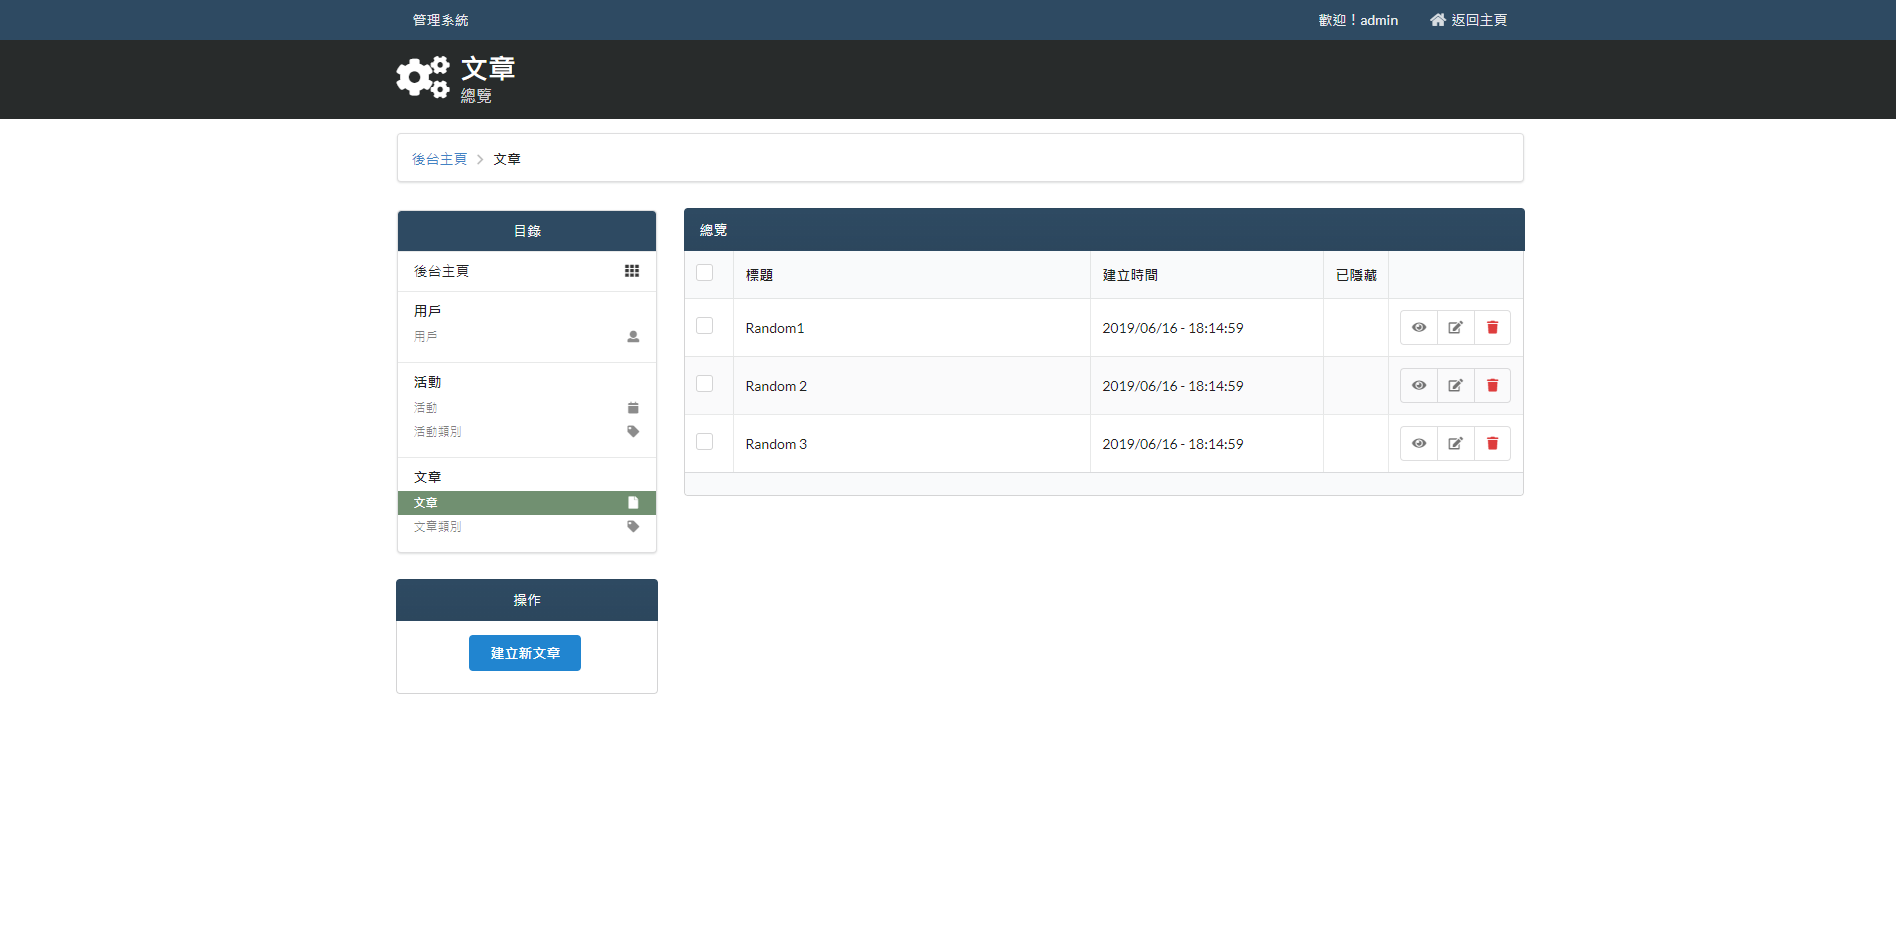 管理系統
歡迎！admin
返回主頁
文章
總覽
後台主頁 文章
目錄
後台主頁
用戶
用戶
活動
活動
活動類別
文章
文章
文章類別
操作
建立新文章
總覽
標題 建立時間 已隱藏
Random1 2019/06/16 - 18:14:59
Random 2 2019/06/16 - 18:14:59
Random 3 2019/06/16 - 18:14:59